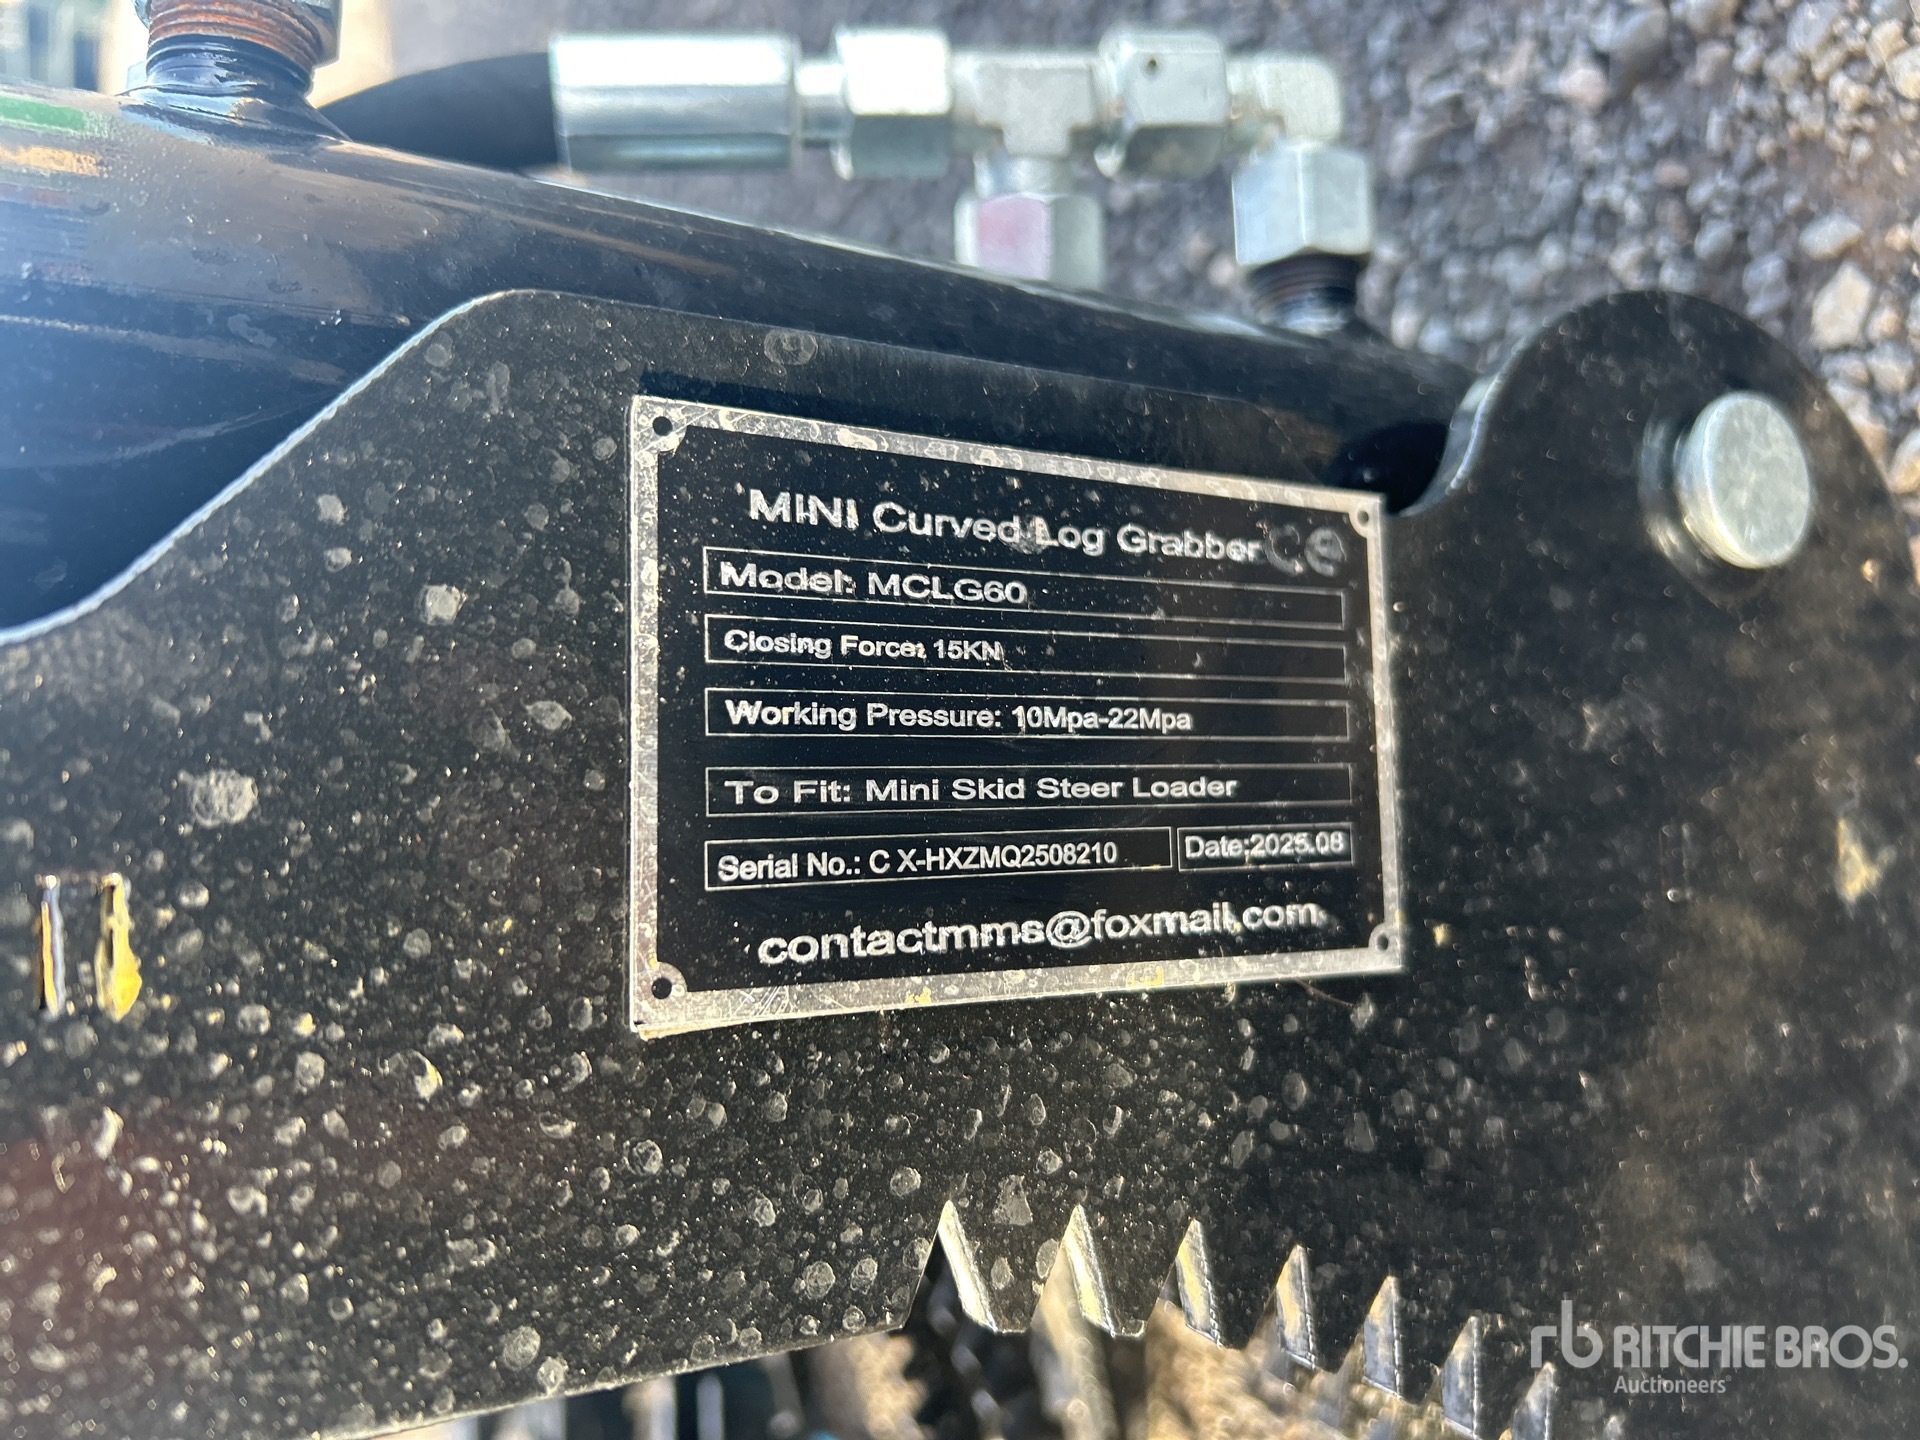 MINI Curved Log Grabber CE
Model: MCLG60
Closing Force: 15KN
Working Pressure: 10Mpa-22Mpa
To Fit: Mini Skid Steer Loader
Serial No.: C X-HXZMQ2508210 Date:2025.08
contactmms@foxmail.com
rb RITCHIE BROS.
Auctioneers